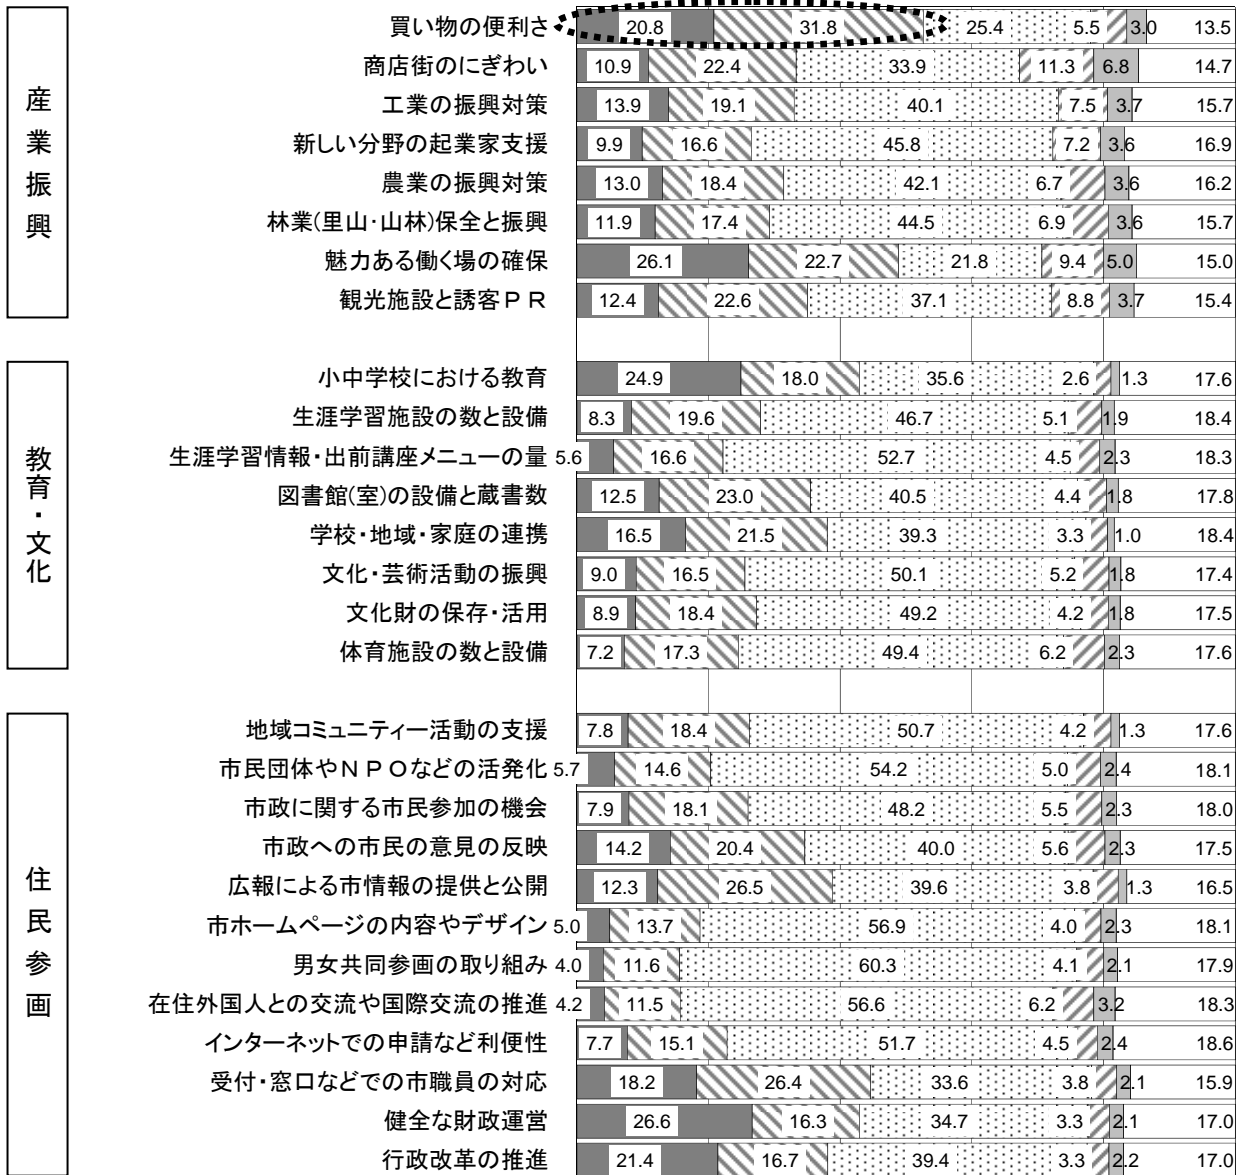 産業振興
買い物の便利さ 20.8 31.8 25.4 5.5 3.0 13.5
商店街のにぎわい 10.9 22.4 33.9 11.3 6.8 14.7
工業の振興対策 13.9 19.1 40.1 7.5 3.7 15.7
新しい分野の起業家支援 9.9 16.6 45.8 7.2 3.6 16.9
農業の振興対策 13.0 18.4 42.1 6.7 3.6 16.2
林業(里山・山林)保全と振興 11.9 17.4 44.5 6.9 3.6 15.7
魅力ある働く場の確保 26.1 22.7 21.8 9.4 5.0 15.0
観光施設と誘客PR 12.4 22.6 37.1 8.8 3.7 15.4
教育・文化
小中学校における教育 24.9 18.0 35.6 2.6 1.3 17.6
生涯学習施設の数と設備 8.3 19.6 46.7 5.1 1.9 18.4
生涯学習情報・出前講座メニューの量 5.6 16.6 52.7 4.5 2.3 18.3
図書館(室)の設備と蔵書数 12.5 23.0 40.5 4.4 1.8 17.8
学校・地域・家庭の連携 16.5 21.5 39.3 3.3 1.0 18.4
文化・芸術活動の振興 9.0 16.5 50.1 5.2 1.8 17.4
文化財の保存・活用 8.9 18.4 49.2 4.2 1.8 17.5
体育施設の数と設備 7.2 17.3 49.4 6.2 2.3 17.6
住民参画
地域コミュニティー活動の支援 7.8 18.4 50.7 4.2 1.3 17.6
市民団体やNPOなどの活発化 5.7 14.6 54.2 5.0 2.4 18.1
市政に関する市民参加の機会 7.9 18.1 48.2 5.5 2.3 18.0
市政への市民の意見の反映 14.2 20.4 40.0 5.6 2.3 17.5
広報による市情報の提供と公開 12.3 26.5 39.6 3.8 1.3 16.5
市ホームページの内容やデザイン 5.0 13.7 56.9 4.0 2.3 18.1
男女共同参画の取り組み 4.0 11.6 60.3 4.1 2.1 17.9
在住外国人との交流や国際交流の推進 4.2 11.5 56.6 6.2 3.2 18.3
インターネットでの申請など利便性 7.7 15.1 51.7 4.5 2.4 18.6
受付・窓口などでの市職員の対応 18.2 26.4 33.6 3.8 2.1 15.9
健全な財政運営 26.6 16.3 34.7 3.3 2.1 17.0
行政改革の推進 21.4 16.7 39.4 3.3 2.2 17.0